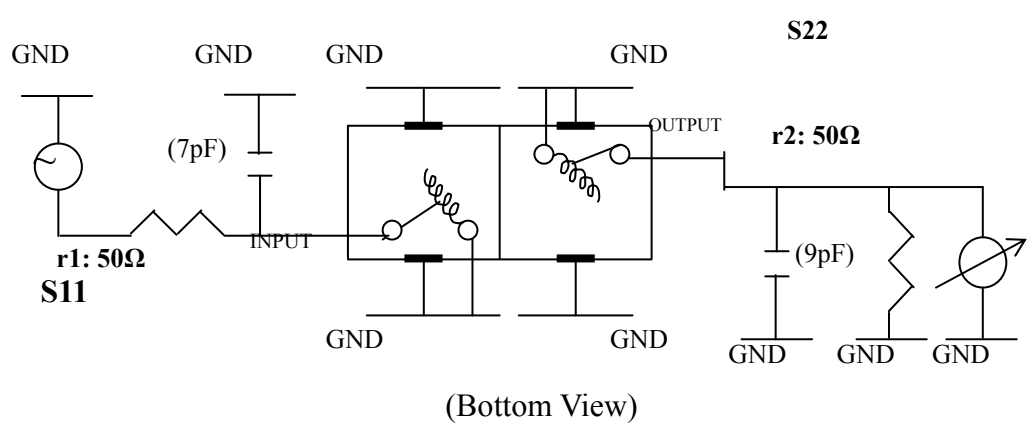 S22
GND GND GND GND
OUTPUT
r2: 50Ω
(7pF)
INPUT
r1: 50Ω
(9pF)
S11
GND GND
GND GND GND
(Bottom View)